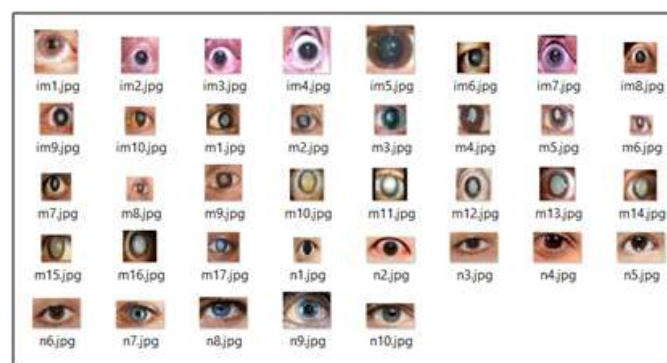 im1.jpg im2.jpg im3.jpg im4.jpg im5.jpg im6.jpg im7.jpg im8.jpg
im9.jpg im10.jpg m1.jpg m2.jpg m3.jpg m4.jpg m5.jpg m6.jpg
m7.jpg m8.jpg m9.jpg m10.jpg m11.jpg m12.jpg m13.jpg m14.jpg
m15.jpg m16.jpg m17.jpg n1.jpg n2.jpg n3.jpg n4.jpg n5.jpg
n6.jpg n7.jpg n8.jpg n9.jpg n10.jpg